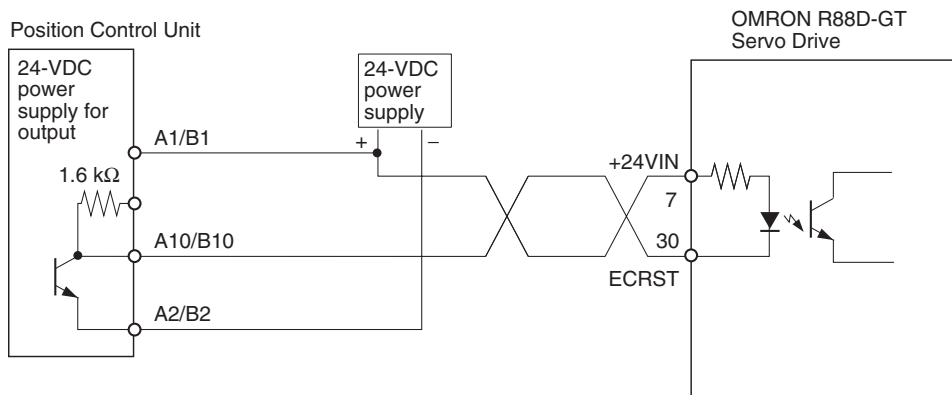 Position Control Unit
OMRON R88D-GT
Servo Drive
24-VDC
power
supply for
output
24-VDC
power
supply
A1/B1
+
−
+24VIN
1.6 kΩ
7
A10/B10
30
ECRST
A2/B2